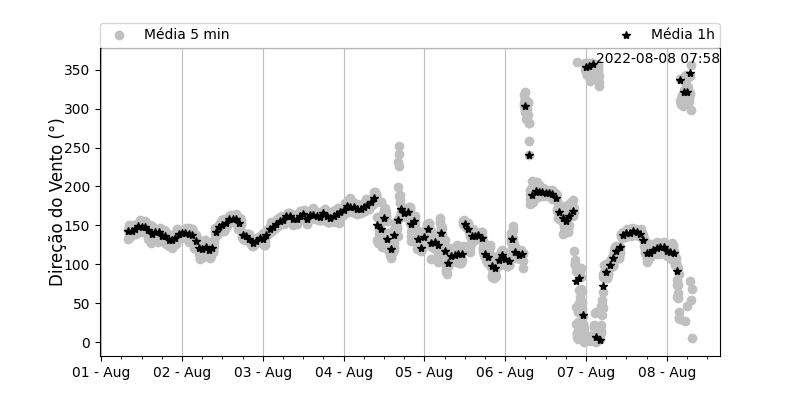 Média 5 min
Média 1h
2022-08-08 07:58
Direção do Vento (°)
350
300
250
200
150
100
50
0
01 - Aug
02 - Aug
03 - Aug
04 - Aug
05 - Aug
06 - Aug
07 - Aug
08 - Aug